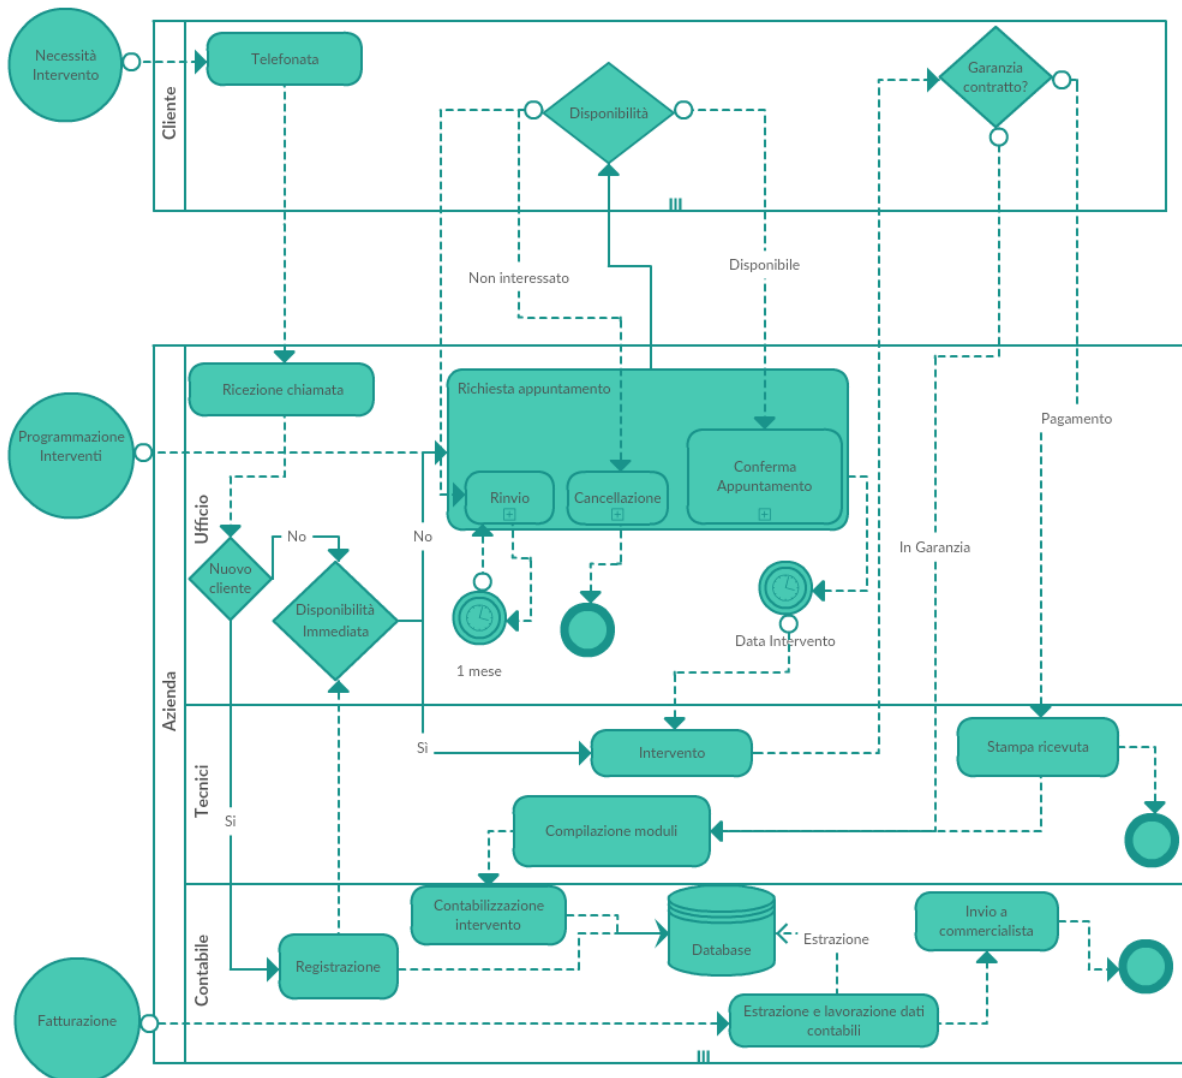 Necessità
Intervento
Telefonata
Cliente
Disponibilità
Garanzia
contratto?
Non interessato
Disponibile
Ricezione chiamata
Richiesta appuntamento
Pagamento
Programmazione
Interventi
Conferma
Appuntamento
Rinvio
Cancellazione
Ufficio
No
No
In Garanzia
Nuovo
cliente
Disponibilità
Immediata
Data Intervento
1 mese
Azienda
Sì
Intervento
Stampa ricevuta
Tecnici
Sì
Compilazione moduli
Contabilizzazione
intervento
Invio a
commercialista
Database
Estrazione
Registrazione
Contabile
Fatturazione
Estrazione e lavorazione dati
contabili